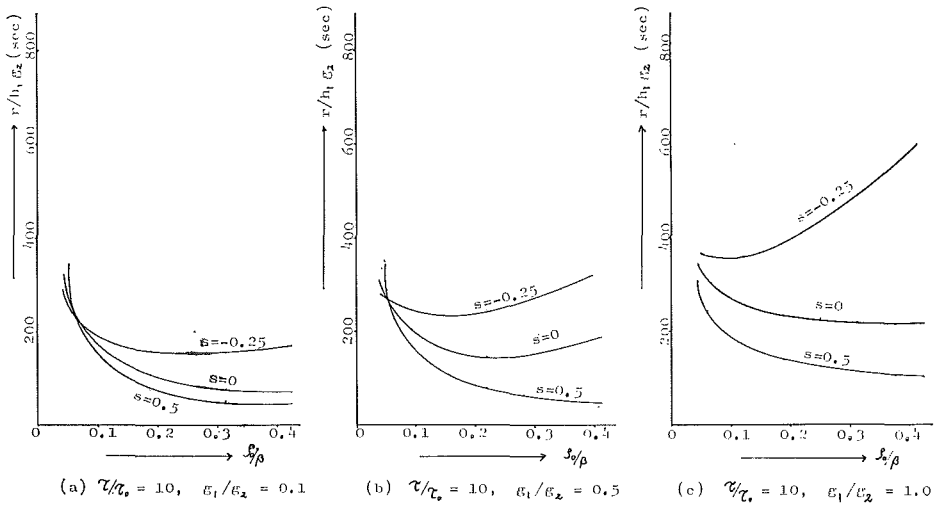 r/h₁ g₂ (sec)
800
600
400
200
s=-0.25
s=0
s=0.5
0 0.1 0.2 0.3 0.4
ρ₀/β
(a) τ/τ₀ = 10, g₁/g₂ = 0.1
r/h₁ g₂ (sec)
800
600
400
200
s=-0.25
s=0
s=0.5
0 0.1 0.2 0.3 0.4
ρ₀/β
(b) τ/τ₀ = 10, g₁/g₂ = 0.5
r/h₁ g₂ (sec)
800
600
400
200
s=-0.25
s=0
s=0.5
0 0.1 0.2 0.3 0.4
ρ₀/β
(c) τ/τ₀ = 10, g₁/g₂ = 1.0